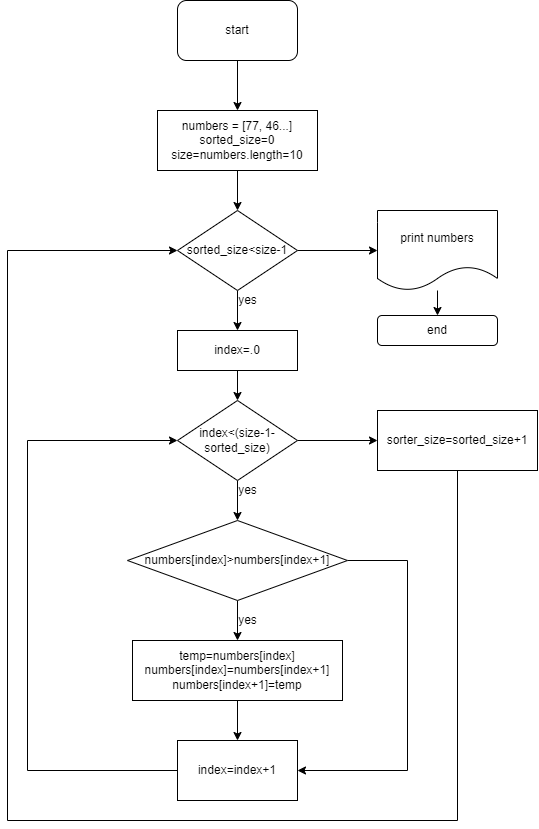 start
numbers = [77, 46...]
sorted_size=0
size=numbers.length=10
sorted_size<size-1
print numbers
yes
end
index=.0
index<(size-1-
sorted_size)
sorter_size=sorted_size+1
yes
numbers[index]>numbers[index+1]
yes
temp=numbers[index]
numbers[index]=numbers[index+1]
numbers[index+1]=temp
index=index+1